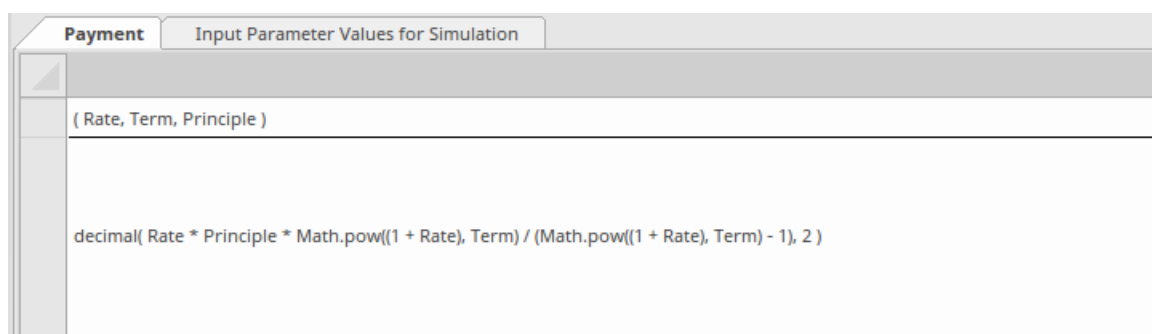 Payment Input Parameter Values for Simulation
( Rate, Term, Principle )
decimal( Rate * Principle * Math.pow((1 + Rate), Term) / (Math.pow((1 + Rate), Term) - 1), 2 )